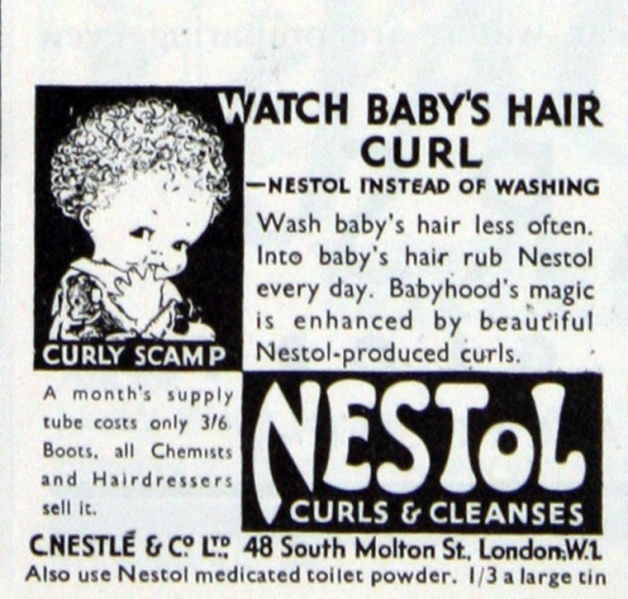 WATCH BABY'S HAIR
CURL
—NESTOL INSTEAD OF WASHING
Wash baby's hair less often.
Into baby's hair rub Nestol
every day. Babyhood's magic
is enhanced by beautiful
Nestol-produced curls.
CURLY SCAMP
A month's supply
tube costs only 3/6.
Boots, all Chemists
and Hairdressers
sell it.
NESTOL
CURLS & CLEANSES
C.NESTLÉ & Cº LTD 48 South Molton St., London,W.1.
Also use Nestol medicated toilet powder. 1/3 a large tin